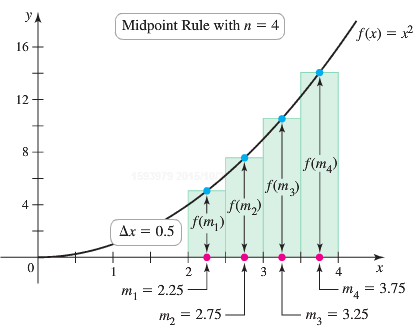 y
Midpoint Rule with n = 4
f(x) = x²
16
12
8
4
f(m₁)
f(m₂)
f(m₃)
f(m₄)
Δx = 0.5
0
1
2
3
4
x
m₁ = 2.25
m₂ = 2.75
m₃ = 3.25
m₄ = 3.75